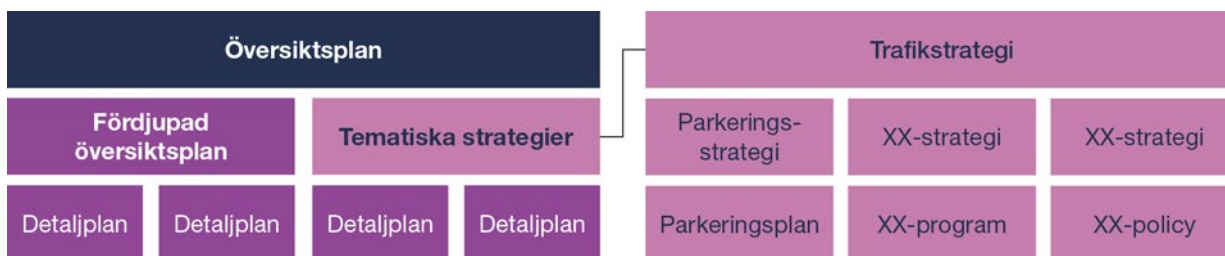 Översiktsplan
Trafikstrategi
Fördjupad
översiktsplan
Tematiska strategier
Parkerings-
strategi
XX-strategi
XX-strategi
Detaljplan
Detaljplan
Detaljplan
Detaljplan
Parkeringsplan
XX-program
XX-policy